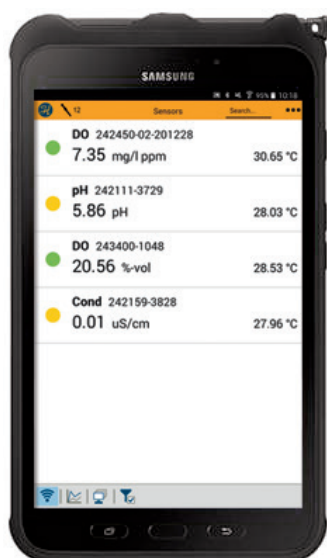 SAMSUNG
95% 10:18
12 Sensors Search... •••
DO 242450-02-201228
7.35 mg/l ppm 30.65 °C
pH 242111-3729
5.86 pH 28.03 °C
DO 243400-1048
20.56 %-vol 28.53 °C
Cond 242159-3828
0.01 uS/cm 27.96 °C